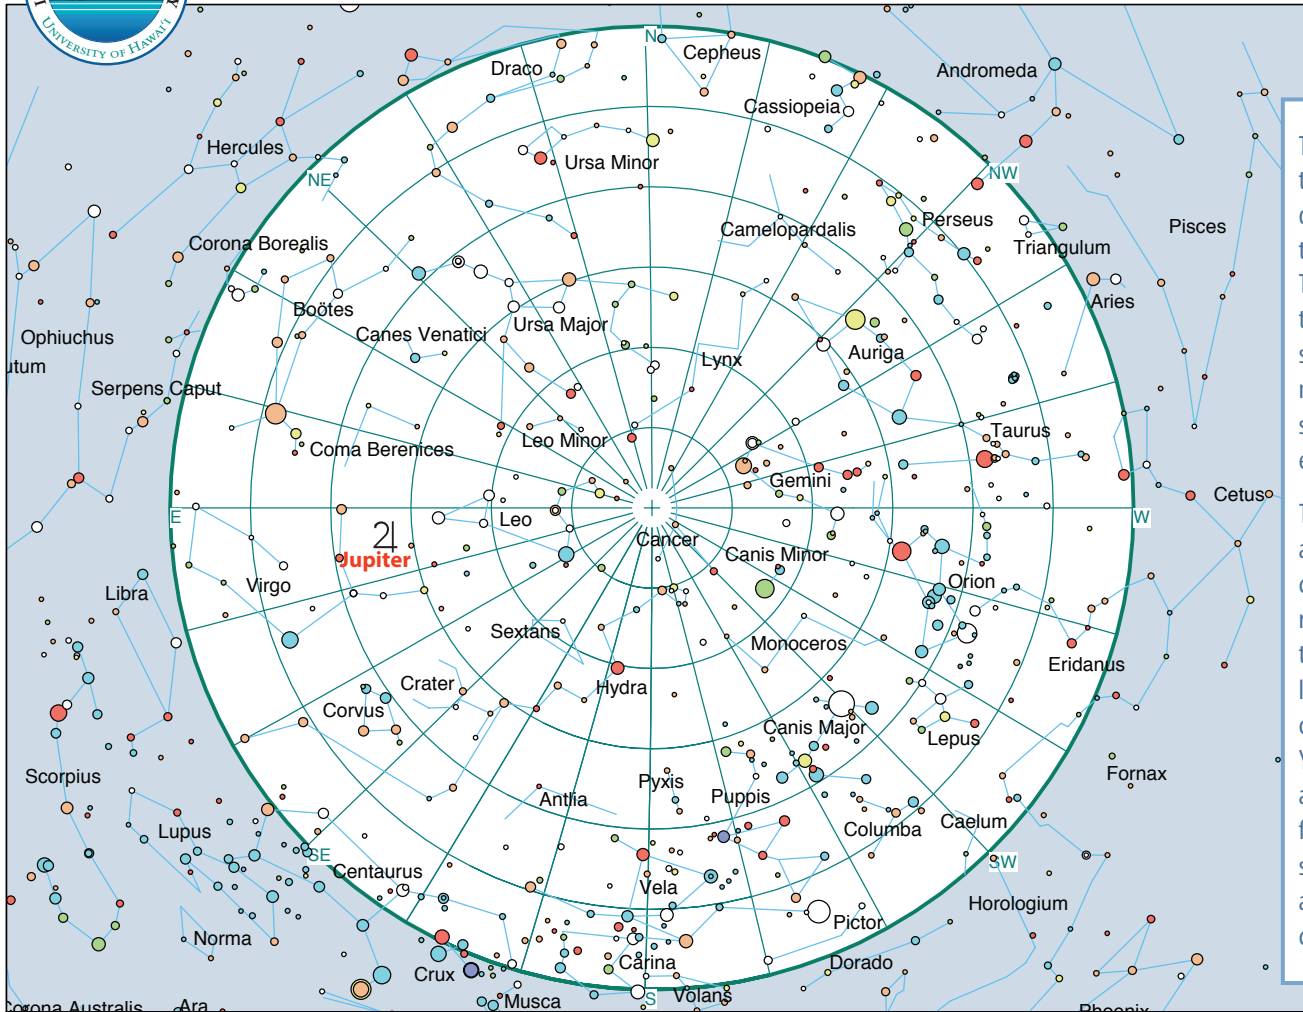 UNIVERSITY OF HAWAI'I
N
Cepheus
Draco
Andromeda
Cassiopeia
Hercules
Ursa Minor
NE
NW
Perseus
Pisces
Camelopardalis
Corona Borealis
Triangulum
Aries
Boötes
Ophiuchus
Canes Venatici
Ursa Major
Auriga
Lynx
utum
Serpens Caput
Taurus
Leo Minor
Coma Berenices
Gemini
Cetus
E
Leo
W
Cancer
Jupiter
Canis Minor
Virgo
Orion
Libra
Sextans
Monoceros
Eridanus
Crater
Hydra
Corvus
Canis Major
Lepus
Scorpius
Pyxis
Fornax
Antlia
Puppis
Lupus
Columba
Caelum
SE
SW
Centaurus
Vela
Horologium
Pictor
Norma
Carina
Dorado
Crux
Musca
S
Volans
Corona Australis
Ara
Phoenix